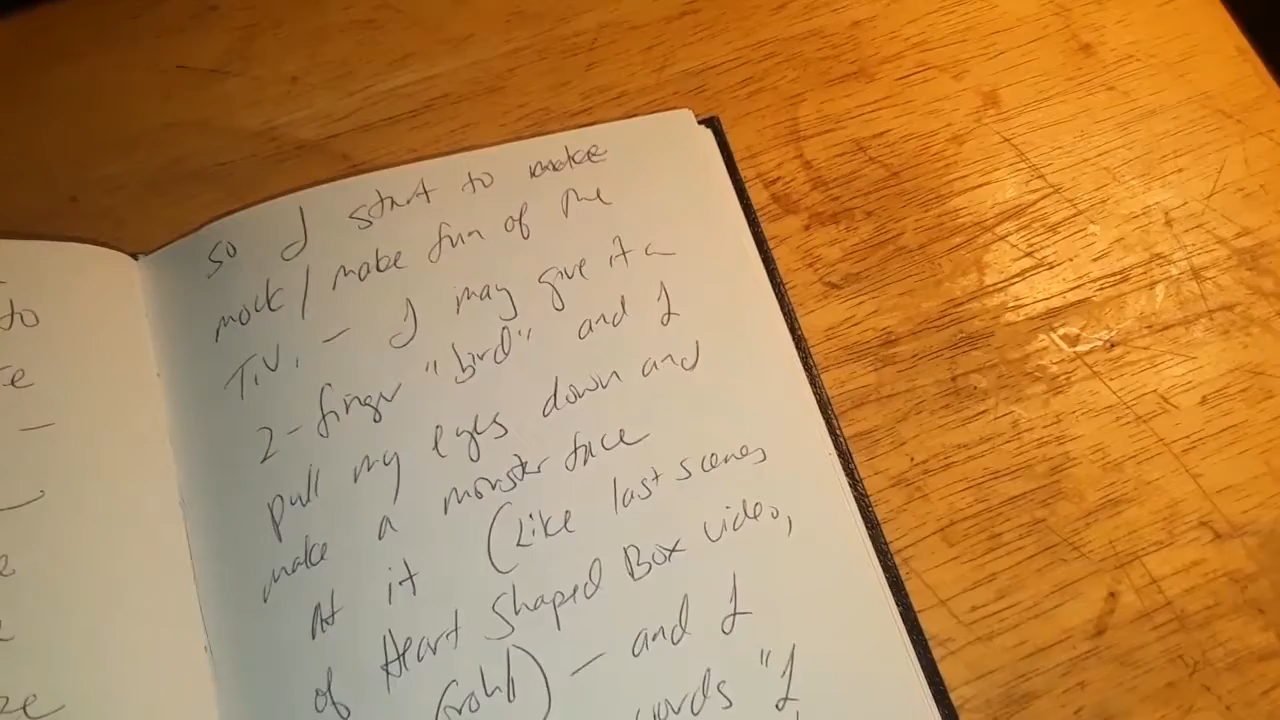 to
so I start to make
mock / make fun of the
T.V. – I may give it a
2-finger "bird" and I
pull my eyes down and
make a monster face
At it (Like last scenes
of Heart Shaped Box video,
– and I
words "I